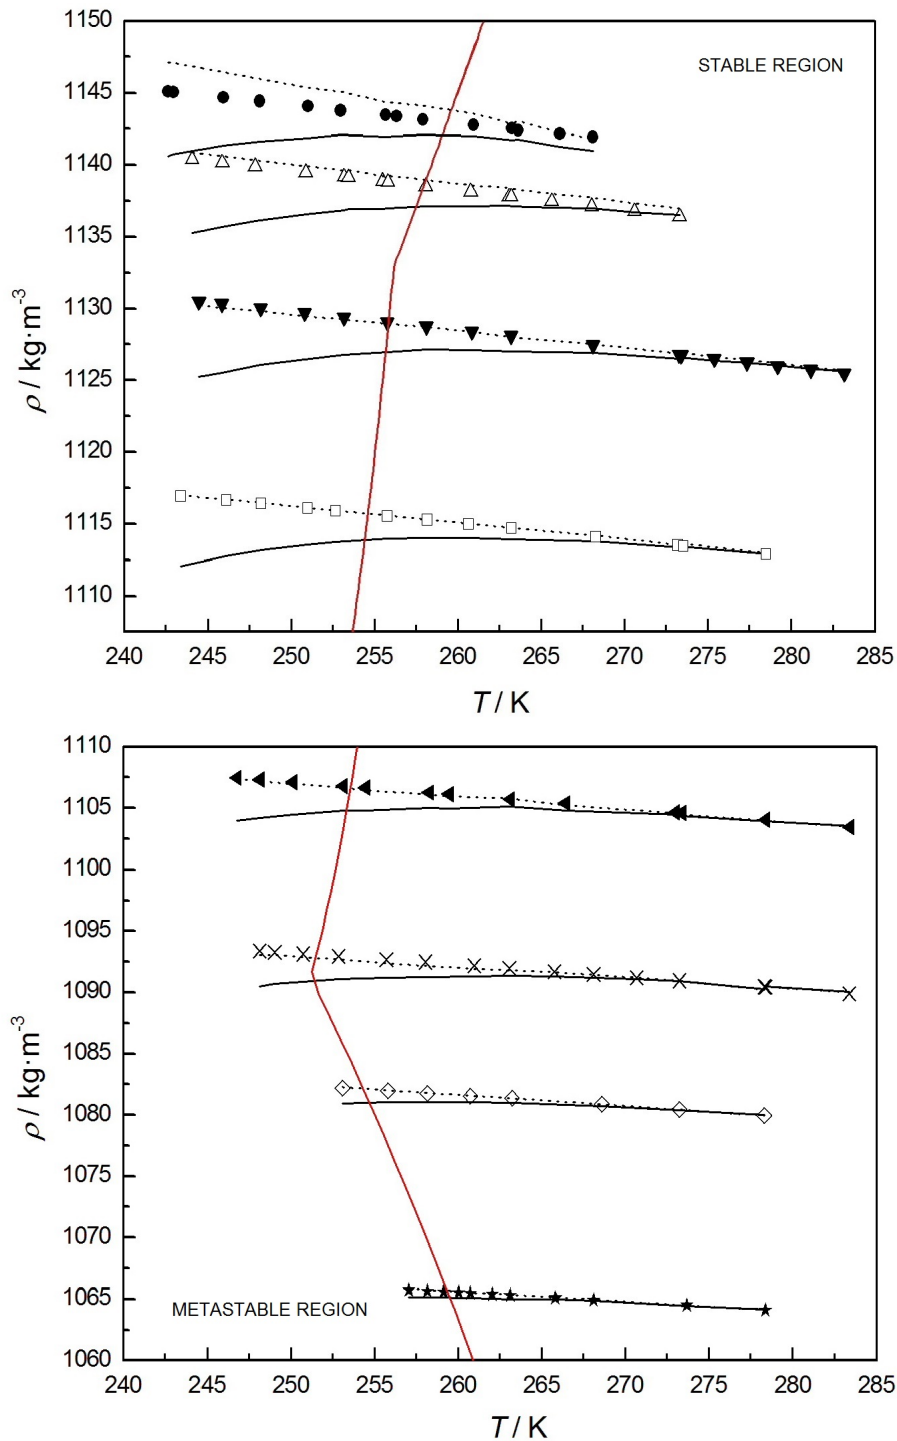 1150
STABLE REGION
1145
1140
1135
1130
1125
1120
1115
1110
ρ / kg·m-3
240 245 250 255 260 265 270 275 280 285
T / K
1110
1105
1100
1095
1090
1085
1080
1075
1070
1065
METASTABLE REGION
1060
ρ / kg·m-3
240 245 250 255 260 265 270 275 280 285
T / K